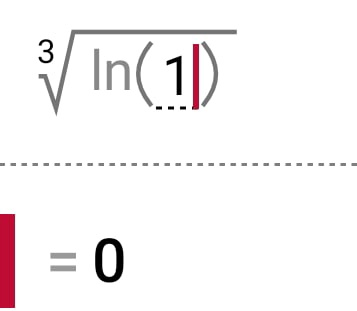 ∛ln(1)
= 0